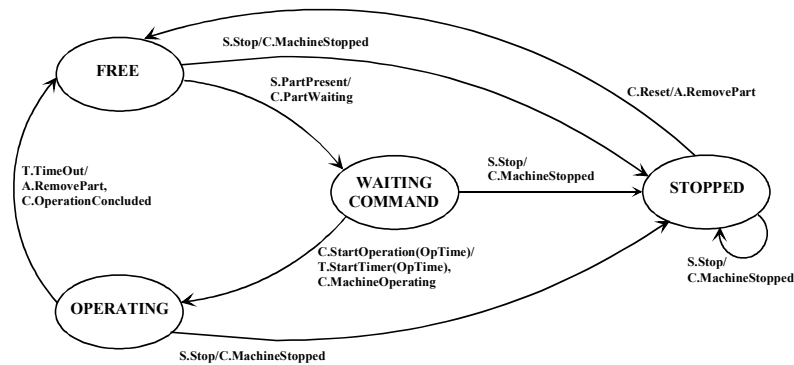 S.Stop/C.MachineStopped
FREE
S.PartPresent/
C.PartWaiting
C.Reset/A.RemovePart
T.TimeOut/
A.RemovePart,
C.OperationConcluded
S.Stop/
C.MachineStopped
WAITING
COMMAND
STOPPED
C.StartOperation(OpTime)/
T.StartTimer(OpTime),
C.MachineOperating
S.Stop/
C.MachineStopped
OPERATING
S.Stop/C.MachineStopped